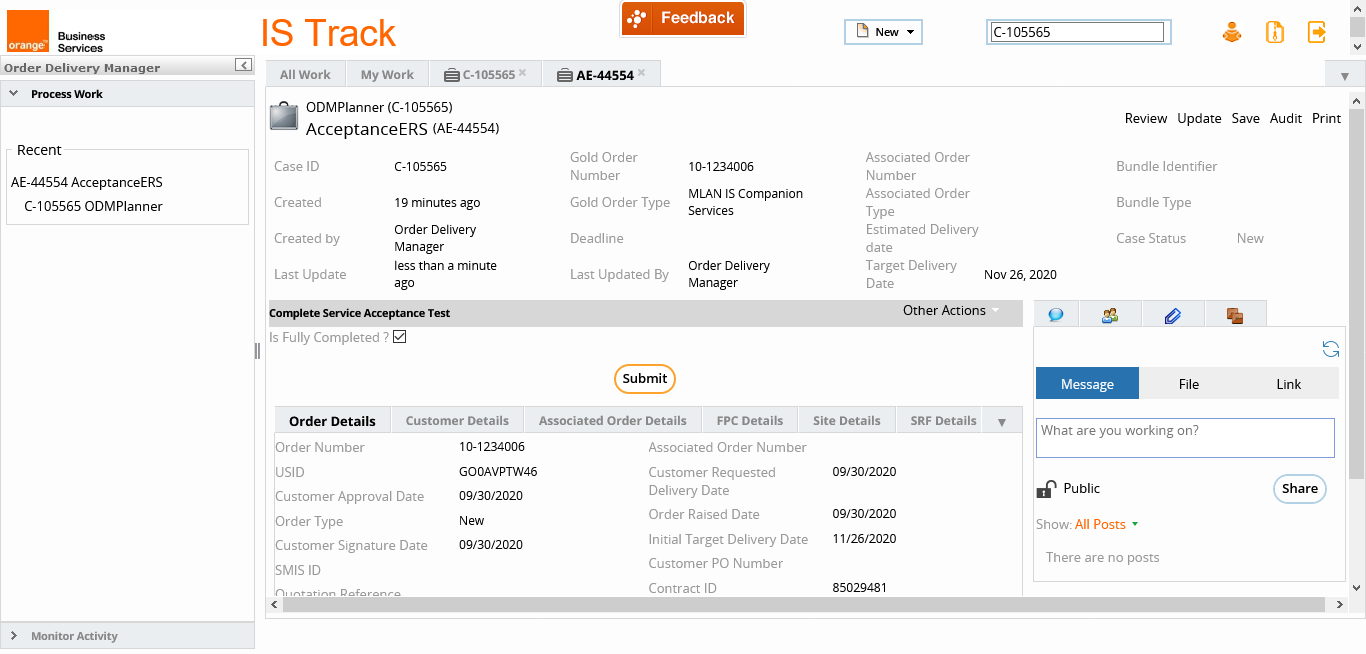 orange™
Business
Services
IS Track
Feedback
New
C-105565
Order Delivery Manager
Process Work
Recent
AE-44554 AcceptanceERS
C-105565 ODMPlanner
Monitor Activity
All Work
My Work
C-105565
AE-44554
ODMPlanner (C-105565)
AcceptanceERS (AE-44554)
Review Update Save Audit Print
Case ID
C-105565
Gold Order
Number
10-1234006
Associated Order
Number
Bundle Identifier
Created
19 minutes ago
Gold Order Type
MLAN IS Companion
Services
Associated Order
Type
Bundle Type
Created by
Order Delivery
Manager
Deadline
Estimated Delivery
date
Case Status
New
Last Update
less than a minute
ago
Last Updated By
Order Delivery
Manager
Target Delivery
Date
Nov 26, 2020
Complete Service Acceptance Test
Other Actions
Is Fully Completed ?
Submit
Order Details
Customer Details
Associated Order Details
FPC Details
Site Details
SRF Details
Order Number
10-1234006
USID
GO0AVPTW46
Customer Approval Date
09/30/2020
Order Type
New
Customer Signature Date
09/30/2020
SMIS ID
Quotation Reference
Associated Order Number
Customer Requested
Delivery Date
09/30/2020
Order Raised Date
09/30/2020
Initial Target Delivery Date
11/26/2020
Customer PO Number
Contract ID
85029481
Message
File
Link
What are you working on?
Public
Share
Show: All Posts
There are no posts